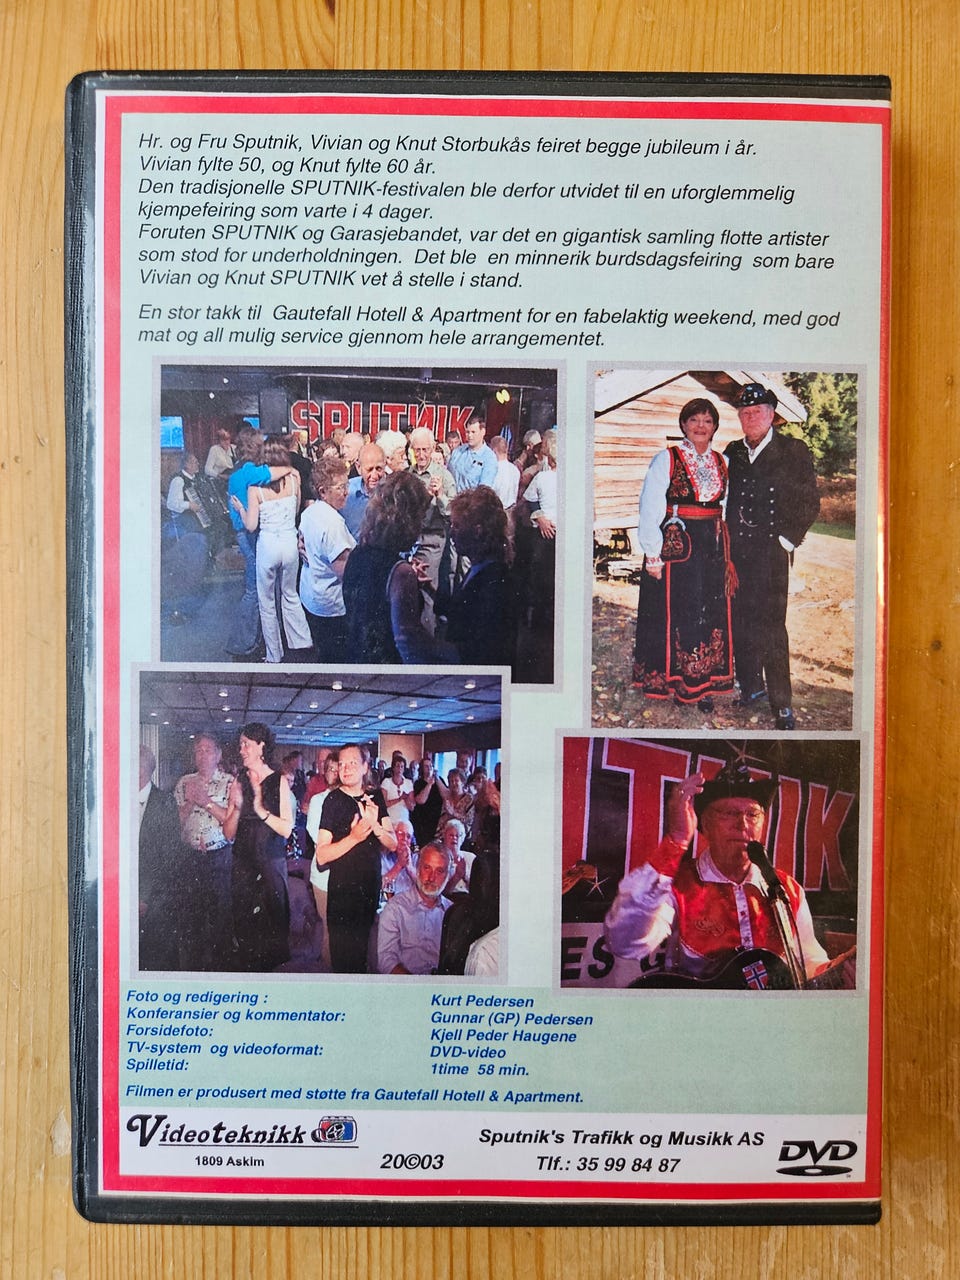 Hr. og Fru Sputnik, Vivian og Knut Storbukås feiret begge jubileum i år.
Vivian fylte 50, og Knut fylte 60 år.
Den tradisjonelle SPUTNIK-festivalen ble derfor utvidet til en uforglemmelig
kjempefeiring som varte i 4 dager.
Foruten SPUTNIK og Garasjebandet, var det en gigantisk samling flotte artister
som stod for underholdningen. Det ble en minnerik burdsdagsfeiring som bare
Vivian og Knut SPUTNIK vet å stelle i stand.
En stor takk til Gautefall Hotell & Apartment for en fabelaktig weekend, med god
mat og all mulig service gjennom hele arrangementet.
SPUTNIK
UTNIK
ES G
Foto og redigering : Kurt Pedersen
Konferansier og kommentator: Gunnar (GP) Pedersen
Forsidefoto: Kjell Peder Haugene
TV-system og videoformat: DVD-video
Spilletid: 1time 58 min.
Filmen er produsert med støtte fra Gautefall Hotell & Apartment.
Videoteknikk
1809 Askim
20©03
Sputnik's Trafikk og Musikk AS
Tlf.: 35 99 84 87
DVD